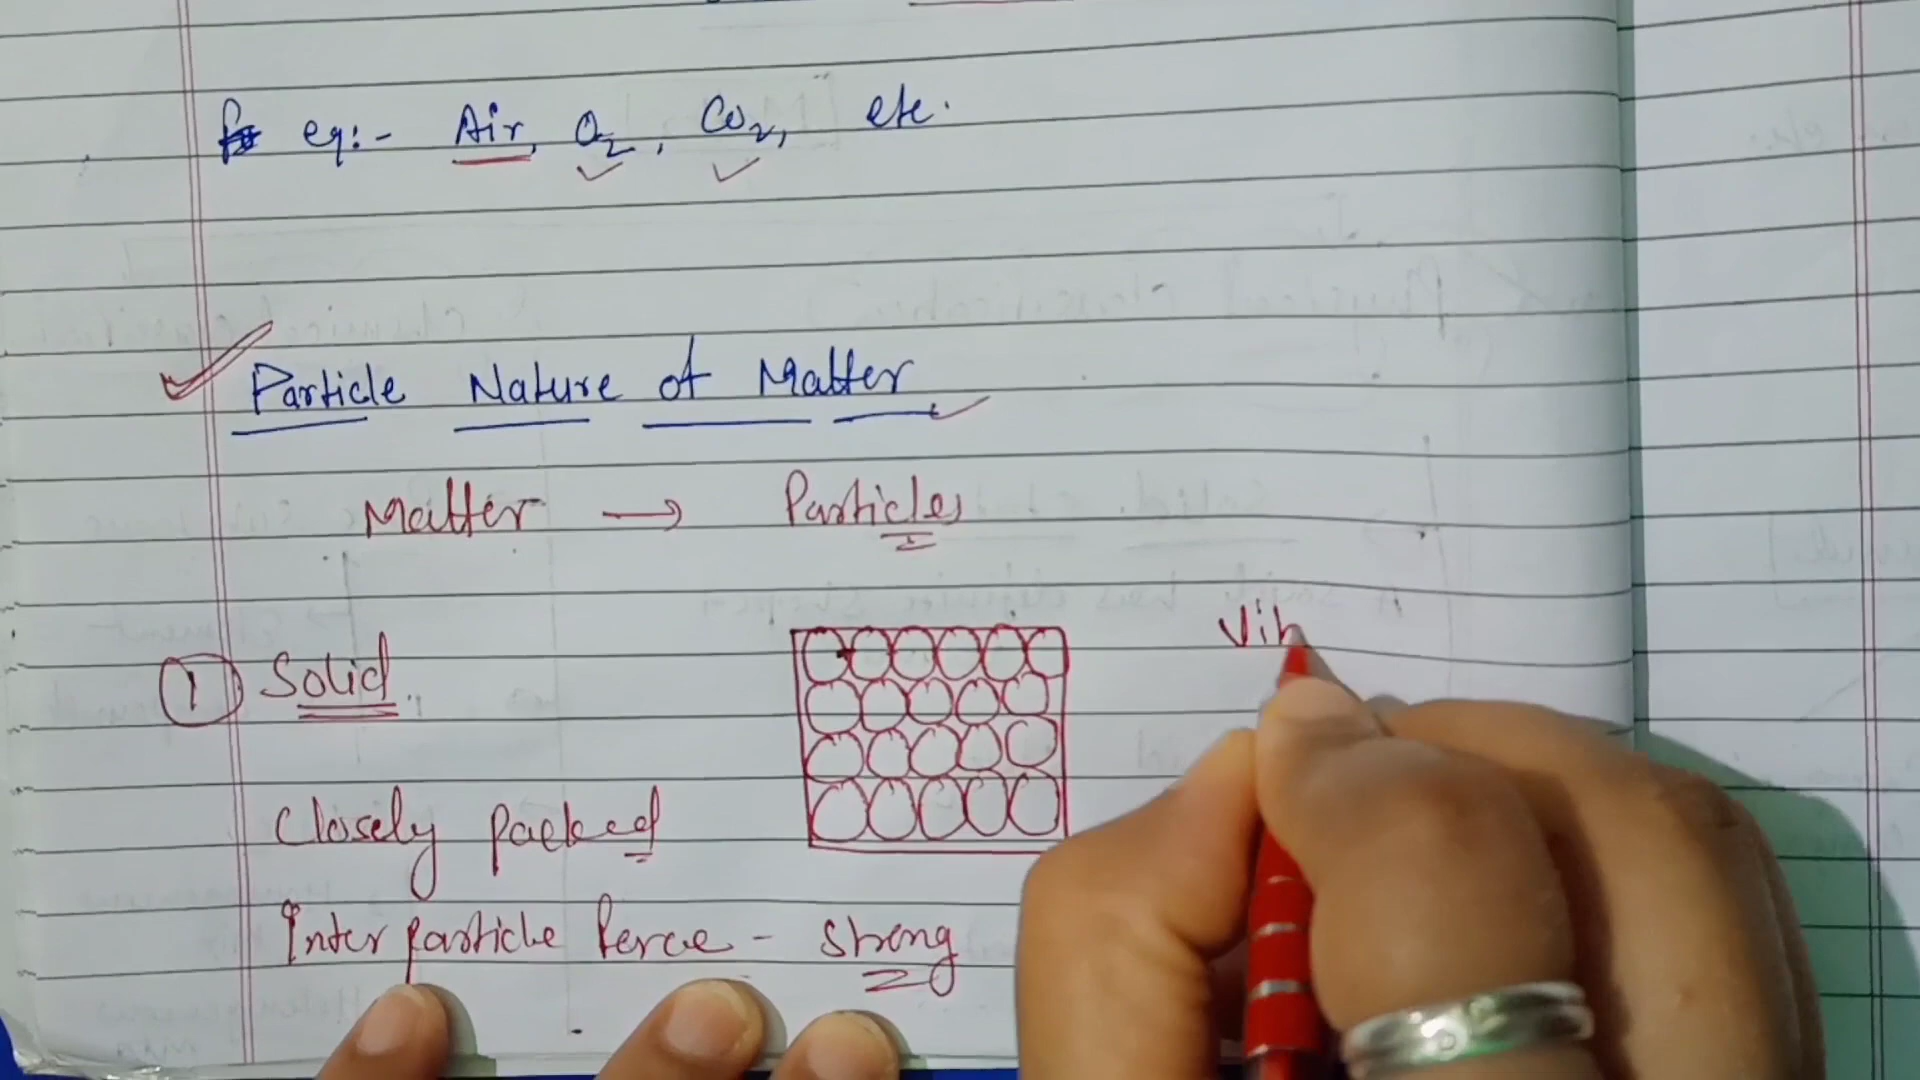 eg:- Air, O2, CO2, etc.
Particle Nature of Matter
Matter → Particles
① Solid
Vib
Closely packed
Inter particle Force - strong